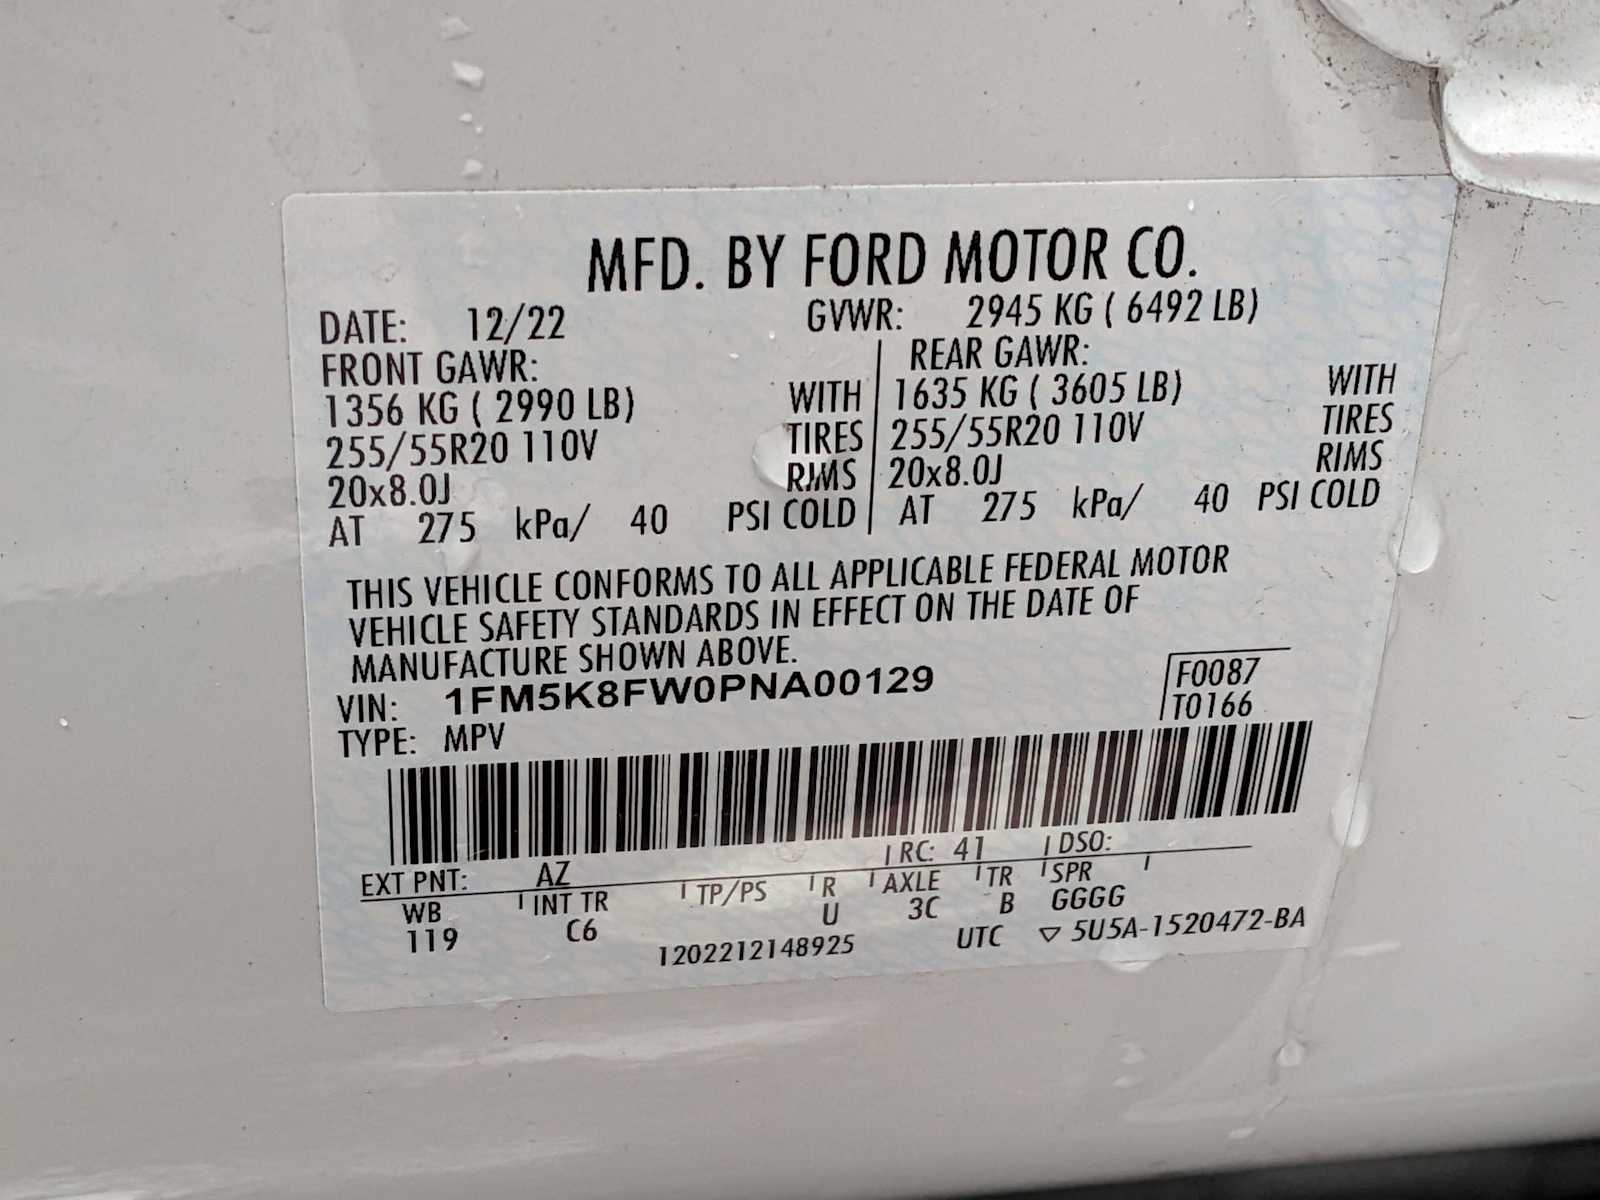 MFD. BY FORD MOTOR CO.
DATE: 12/22 GVWR: 2945 KG ( 6492 LB)
FRONT GAWR: REAR GAWR:
1356 KG ( 2990 LB) WITH 1635 KG ( 3605 LB) WITH
255/55R20 110V TIRES 255/55R20 110V TIRES
20x8.0J RIMS 20x8.0J RIMS
AT 275 kPa/ 40 PSI COLD AT 275 kPa/ 40 PSI COLD
THIS VEHICLE CONFORMS TO ALL APPLICABLE FEDERAL MOTOR
VEHICLE SAFETY STANDARDS IN EFFECT ON THE DATE OF
MANUFACTURE SHOWN ABOVE.
VIN: 1FM5K8FW0PNA00129 F0087
TYPE: MPV T0166
EXT PNT: AZ RC: 41 DSO:
WB INT TR TP/PS R AXLE TR SPR
119 C6 U 3C B GGGG
1202212148925 UTC ▽ 5U5A-1520472-BA